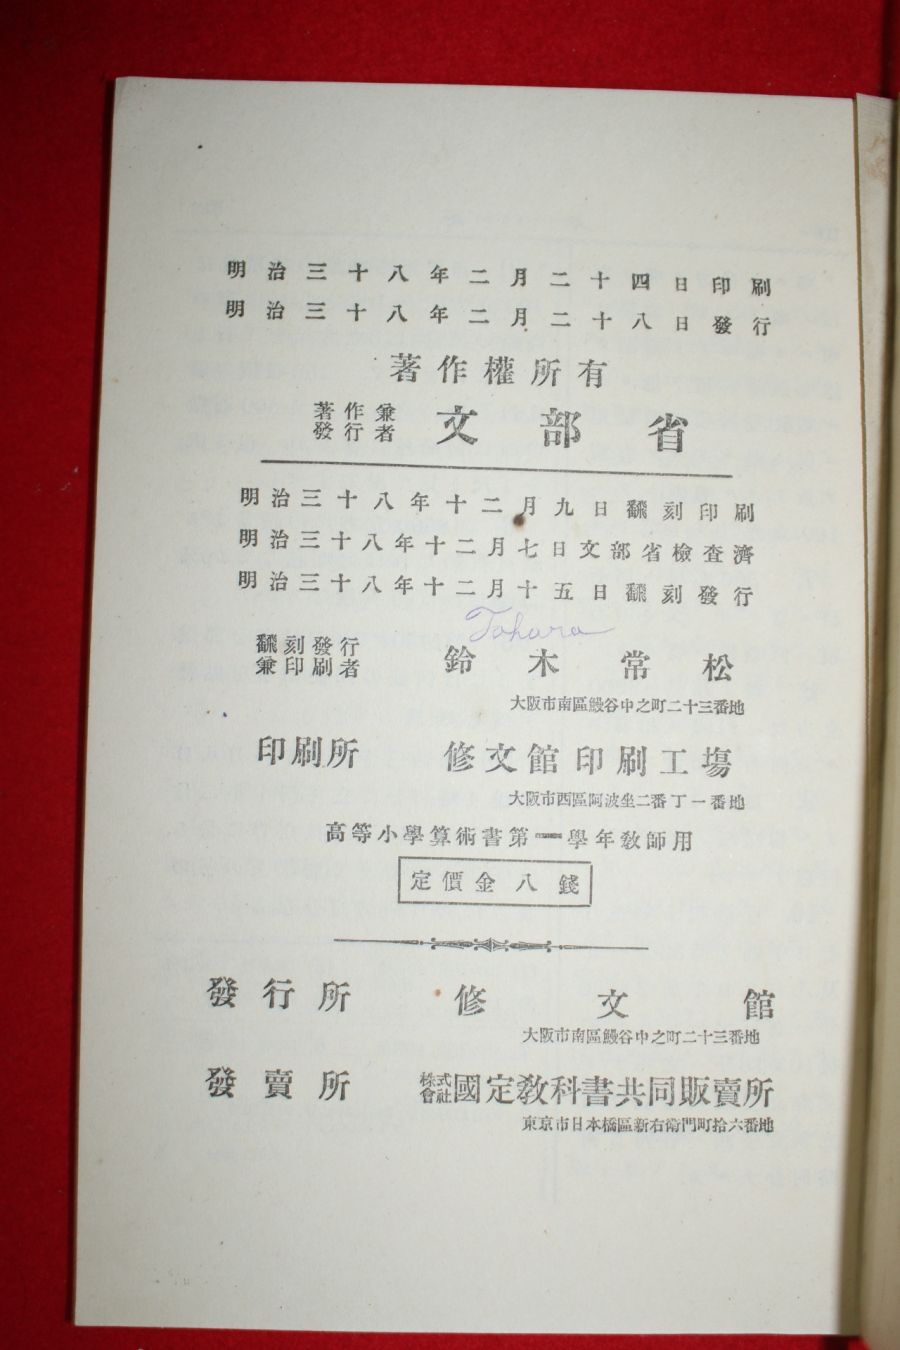 明治三十八年二月二十四日印刷
明治三十八年二月二十八日發行
著作權所有
著作兼發行者 文部省
明治三十八年十二月九日飜刻印刷
明治三十八年十二月七日文部省檢査濟
明治三十八年十二月十五日飜刻發行
Tohara
飜刻發行兼印刷者 鈴木常松
大阪市南區鰻谷中之町二十三番地
印刷所 修文館印刷工塲
大阪市西區阿波坐二番丁一番地
高等小學算術書第一學年敎師用
定價金八錢
發行所 修文館
大阪市南區鰻谷中之町二十三番地
發賣所 株式會社國定敎科書共同販賣所
東京市日本橋區新右衛門町拾六番地